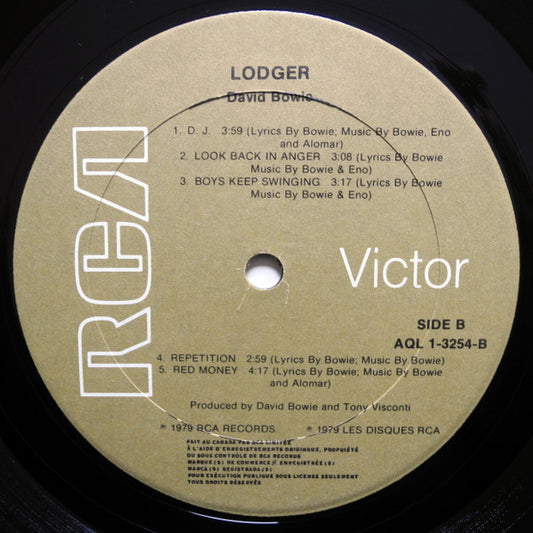 LODGER
David Bowie
1. D. J. 3:59 (Lyrics By Bowie; Music By Bowie, Eno
and Alomar)
2. LOOK BACK IN ANGER 3:08 (Lyrics By Bowie
Music By Bowie & Eno)
3. BOYS KEEP SWINGING 3:17 (Lyrics By Bowie
Music By Bowie & Eno)
RCA
Victor
SIDE B
AQL 1-3254-B
4. REPETITION 2:59 (Lyrics By Bowie; Music By Bowie)
5. RED MONEY 4:17 (Lyrics By Bowie; Music By Bowie
and Alomar)
Produced by David Bowie and Tony Visconti
℗ 1979 RCA RECORDS ℗ 1979 LES DISQUES RCA
FAIT AU CANADA PAR RCA LIMITÉE
À L'AIDE D'ENREGISTREMENTS ORIGINAUX, PROPRIÉTÉ
OU SOUS CONTRÔLE DE RCA RECORDS
MARQUE(S) DE COMMERCE/ENREGISTRÉE(S)
MARCA(S) REGISTRADA(S)
POUR EXÉCUTION PUBLIQUE SOUS LICENSE SEULEMENT
TOUS DROITS RÉSERVÉS